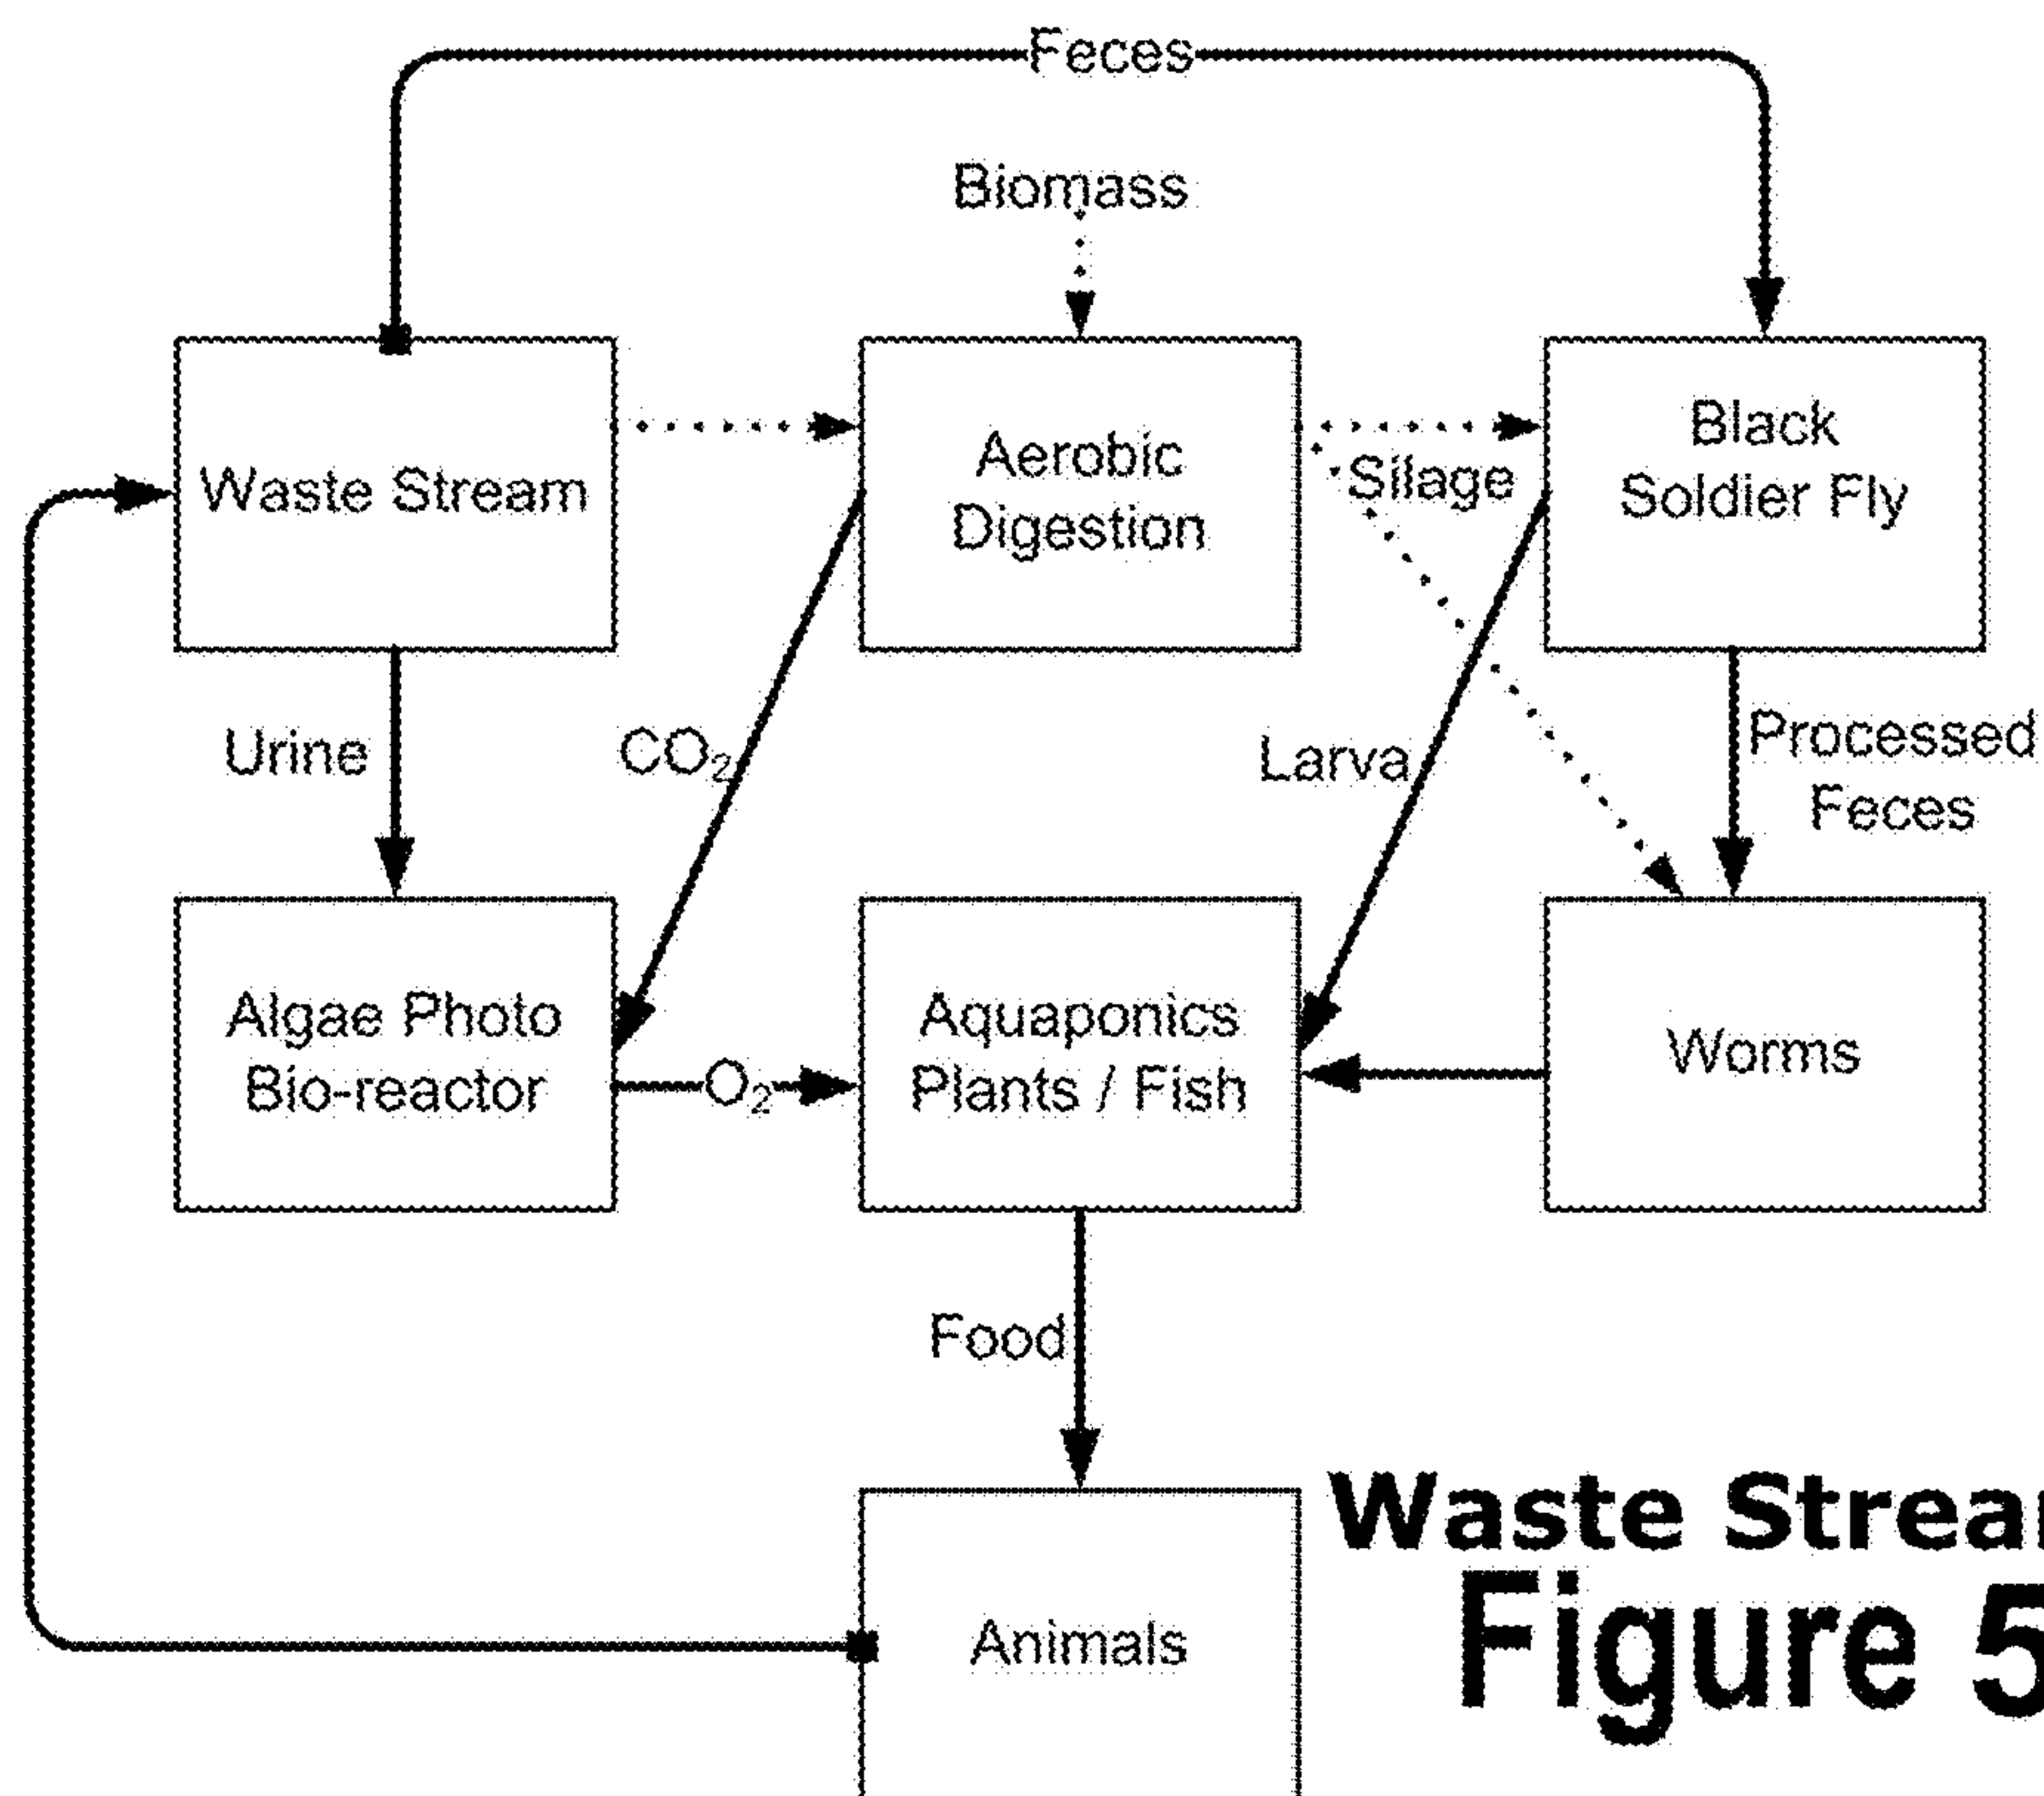 Feces
Biomass
Waste Stream
Aerobic
Digestion
Silage
Black
Soldier Fly
Urine
CO₂
Larva
Processed
Feces
Algae Photo
Bio-reactor
O₂
Aquaponics
Plants / Fish
Worms
Food
Animals
Waste Strea
Figure 5